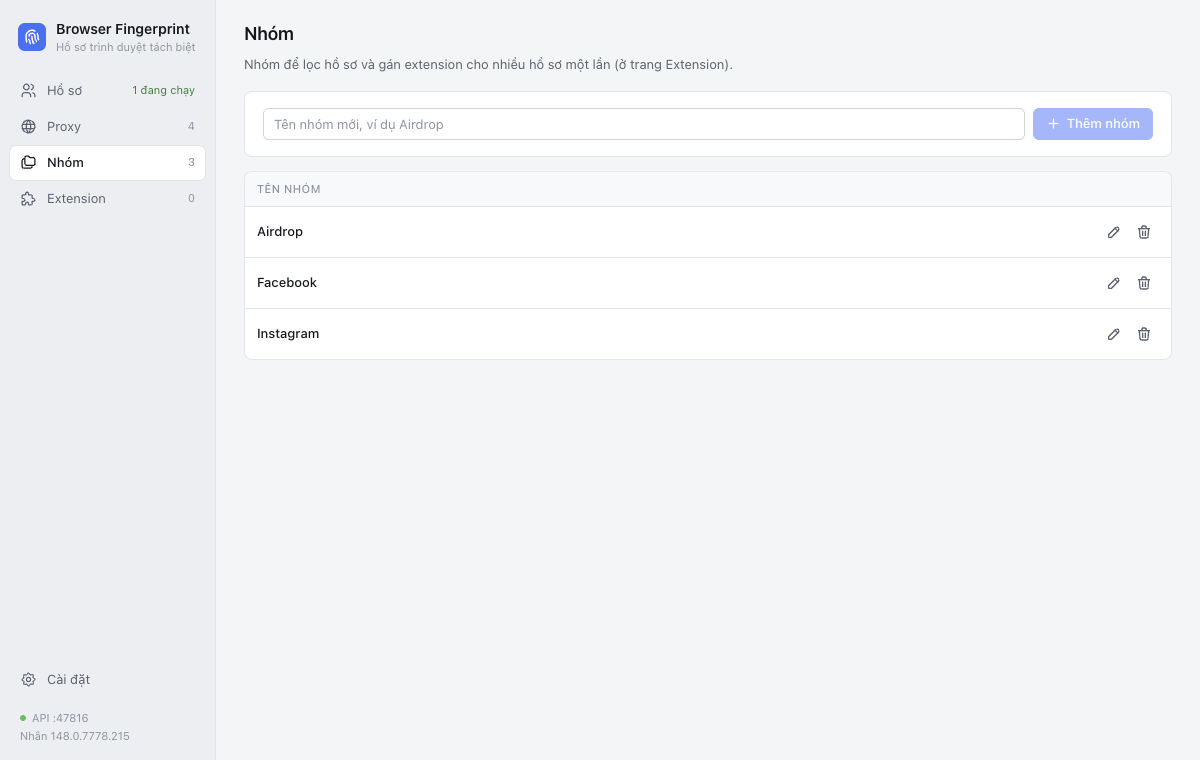 Browser Fingerprint
Hồ sơ trình duyệt tách biệt
Hồ sơ 1 đang chạy
Proxy 4
Nhóm 3
Extension 0
Cài đặt
API :47816
Nhân 148.0.7778.215
Nhóm
Nhóm để lọc hồ sơ và gán extension cho nhiều hồ sơ một lần (ở trang Extension).
Tên nhóm mới, ví dụ Airdrop
Thêm nhóm
TÊN NHÓM
Airdrop
Facebook
Instagram